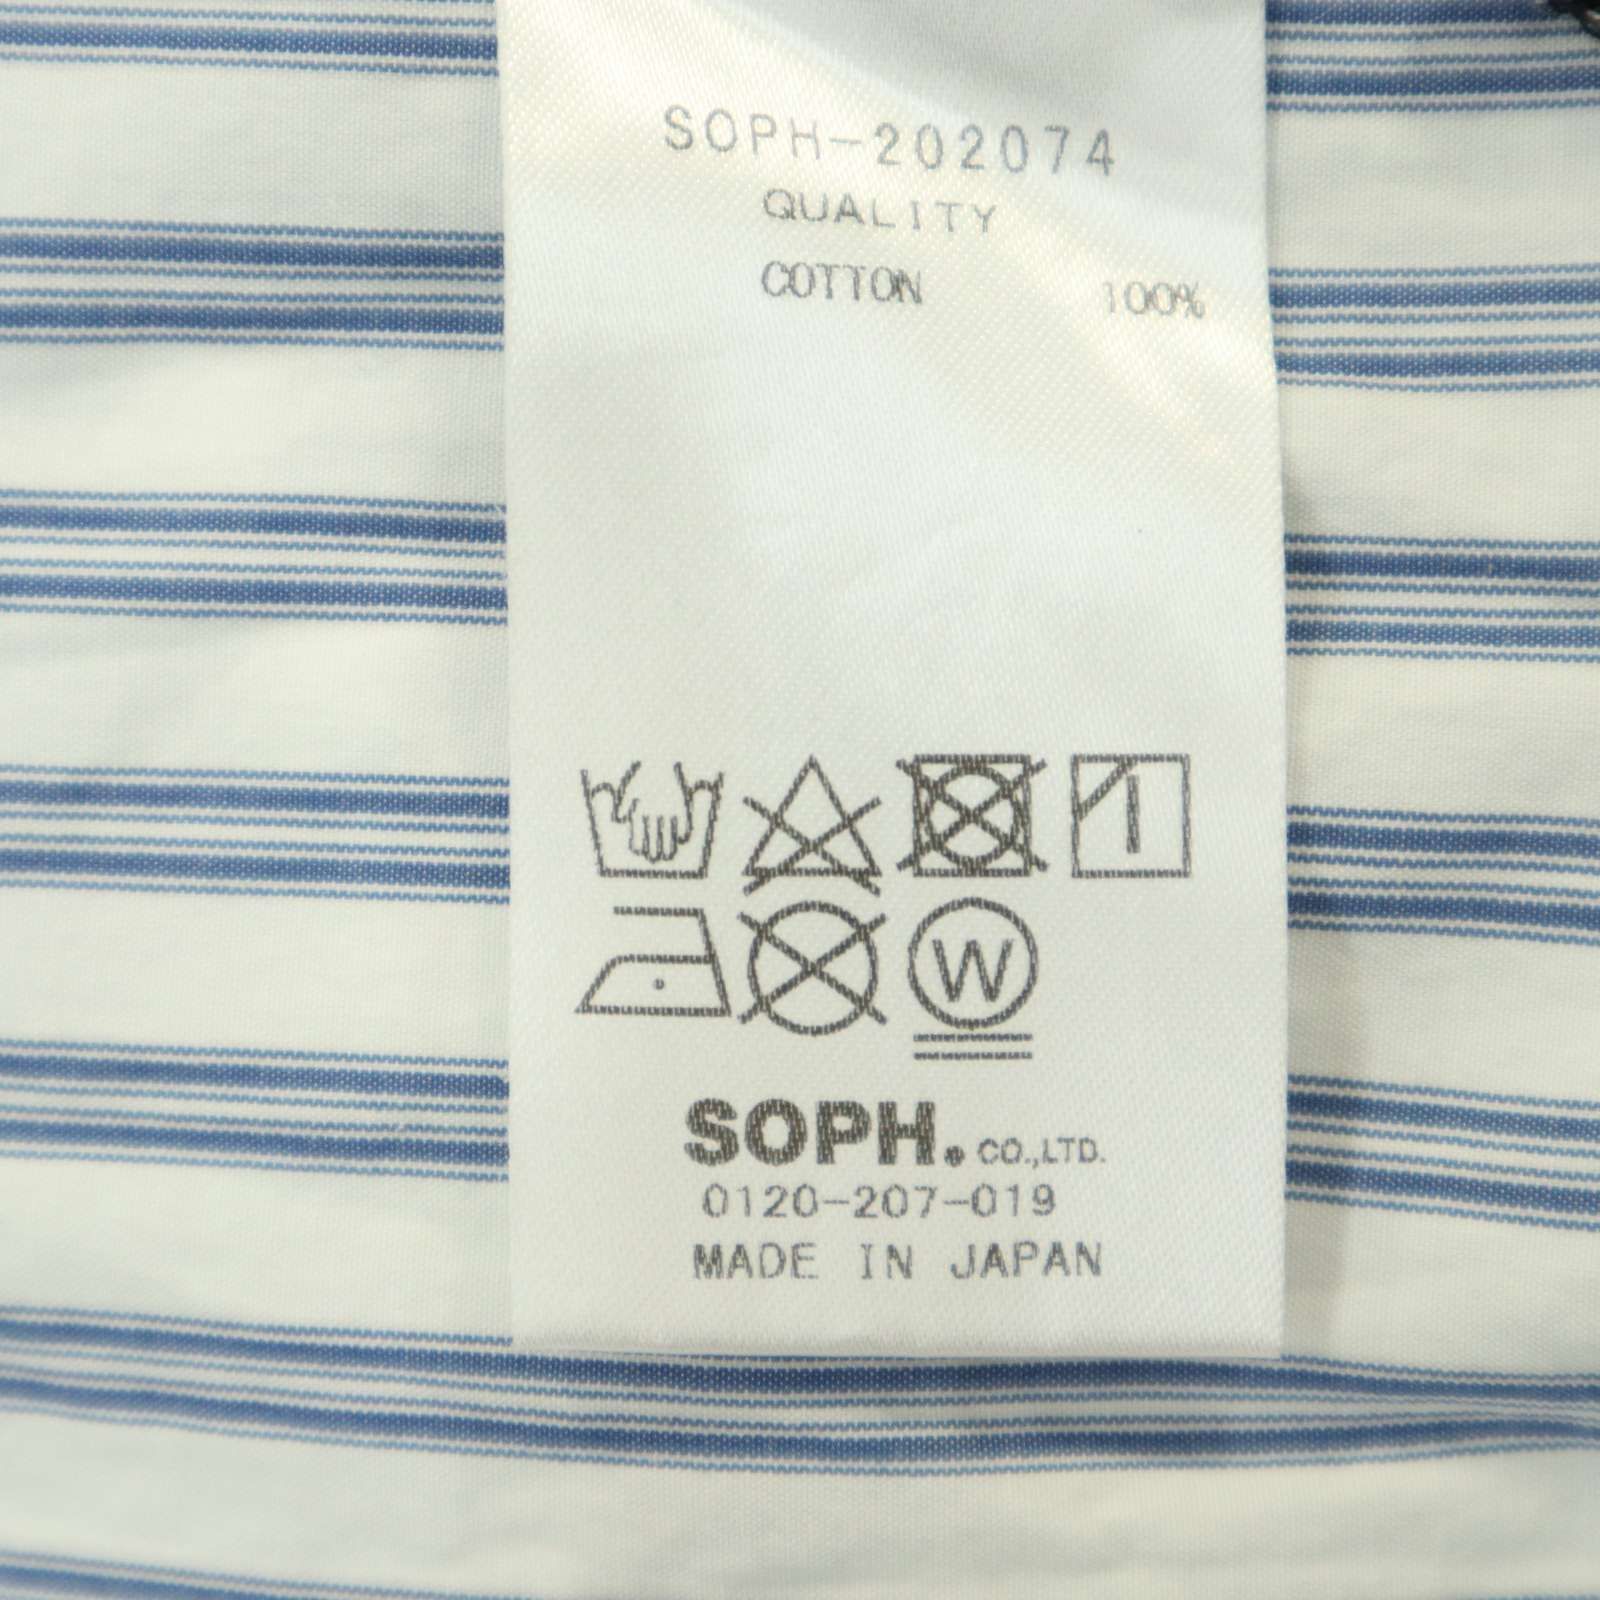 SOPH-202074
QUALITY
COTTON 100%
W
SOPH. CO.,LTD.
0120-207-019
MADE IN JAPAN